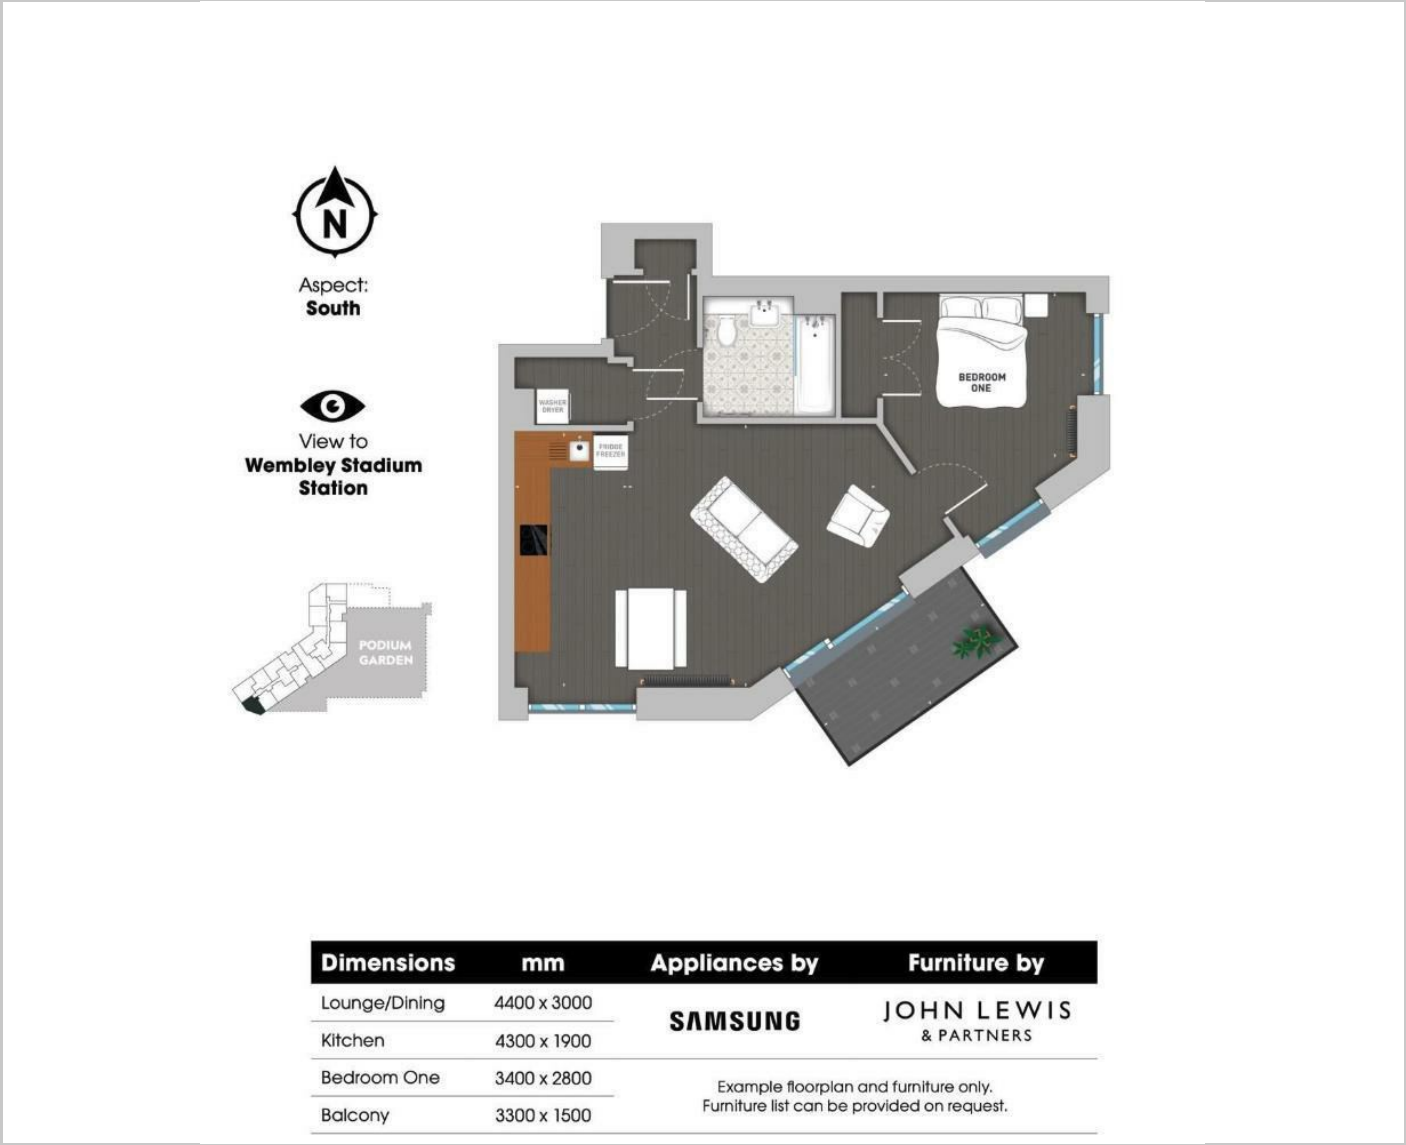 N
Aspect:
South
View to
Wembley Stadium
Station
PODIUM
GARDEN
WASHER
DRYER
FRIDGE
FREEZER
BEDROOM
ONE
Dimensions mm Appliances by Furniture by
Lounge/Dining 4400 x 3000
Kitchen 4300 x 1900
Bedroom One 3400 x 2800
Balcony 3300 x 1500
SAMSUNG
JOHN LEWIS
& PARTNERS
Example floorplan and furniture only.
Furniture list can be provided on request.